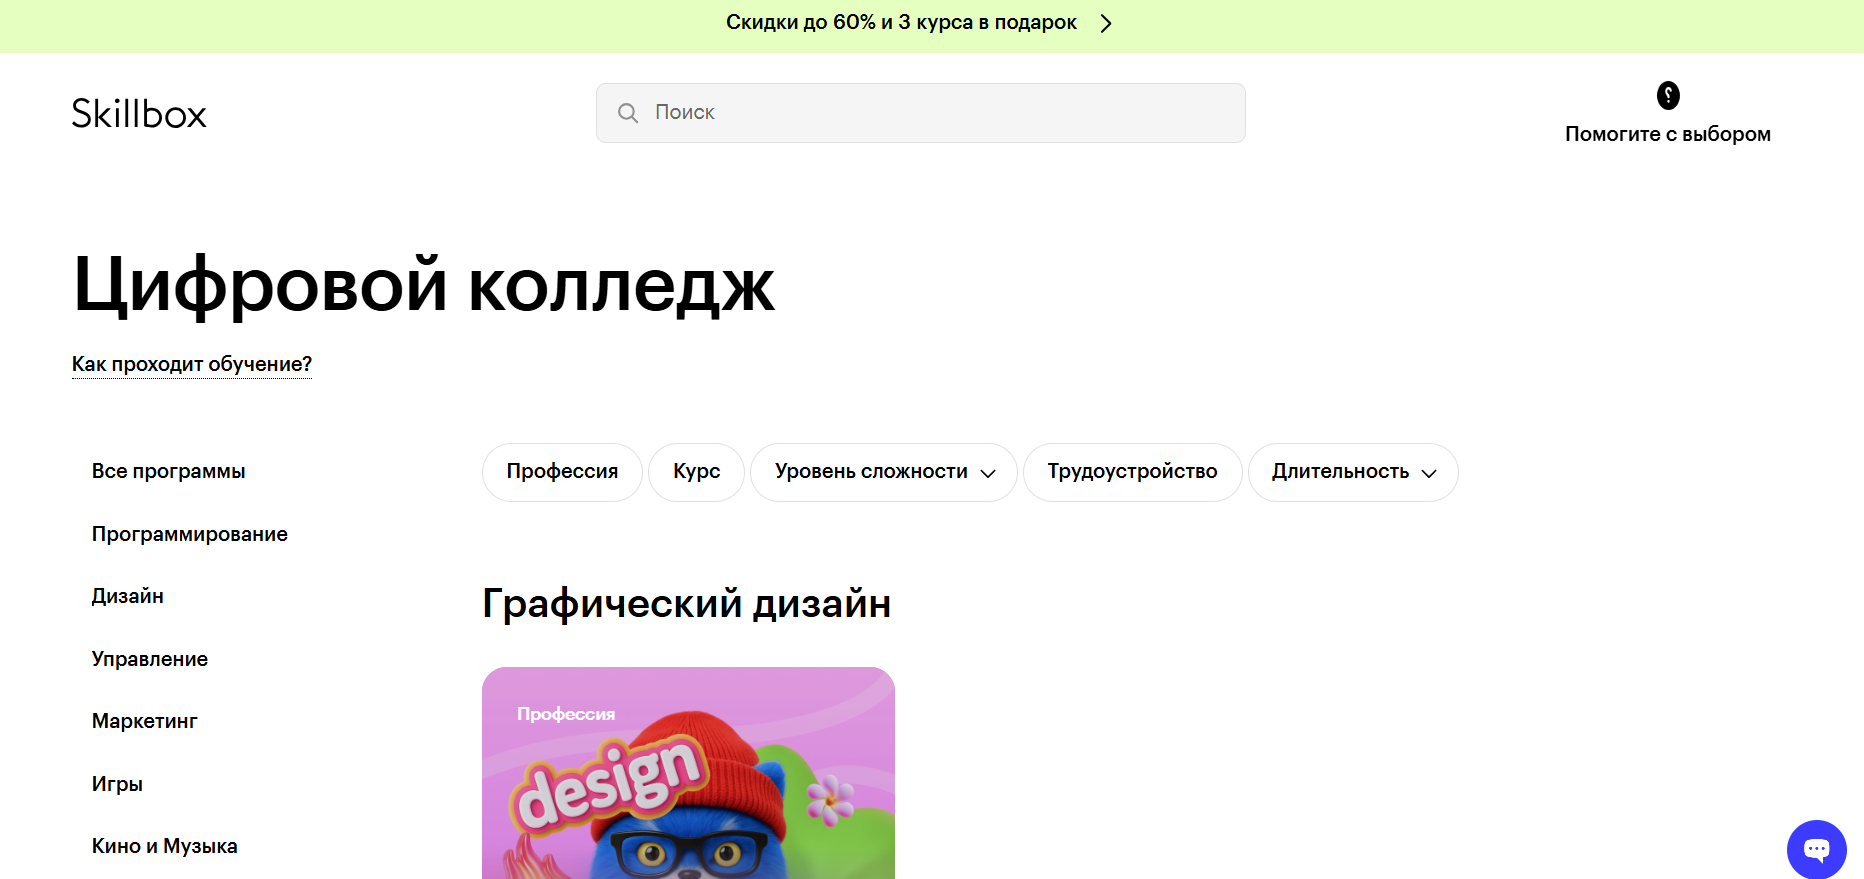 Скидки до 60% и 3 курса в подарок
Skillbox
Поиск
Помогите с выбором
Цифровой колледж
Как проходит обучение?
Все программы
Программирование
Дизайн
Управление
Маркетинг
Игры
Кино и Музыка
Профессия
Курс
Уровень сложности
Трудоустройство
Длительность
Графический дизайн
Профессия
design